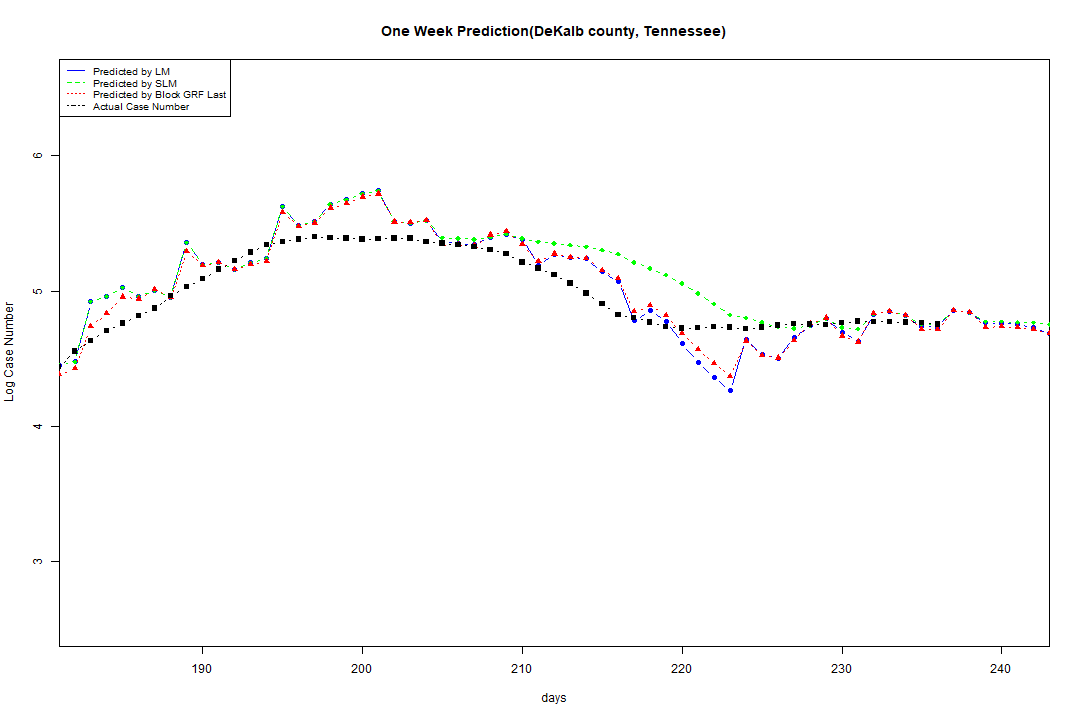 One Week Prediction(DeKalb county, Tennessee)
Predicted by LM
Predicted by SLM
Predicted by Block GRF Last
Actual Case Number
6
5
4
3
Log Case Number
190 200 210 220 230 240
days